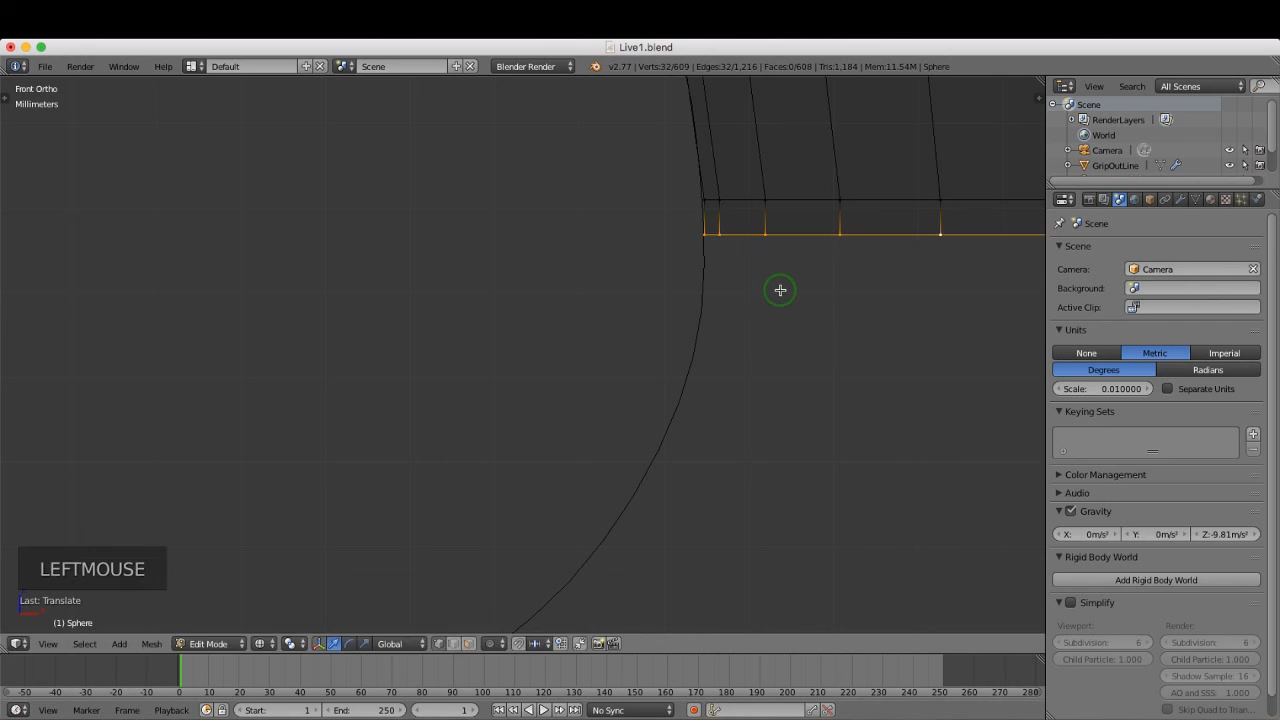 Live1.blend
File Render Window Help Default Scene Blender Render v2.77 | Verts:32/609 | Edges:32/1,216 | Faces:0/608 | Tris:1,184 | Mem:11.54M | Sphere
Front Ortho
Millimeters
View Search All Scenes
Scene
RenderLayers
World
Camera
GripOutLine
Scene
Scene
Camera: Camera
Background:
Active Clip:
Units
None Metric Imperial
Degrees Radians
Scale: 0.010000 Separate Units
Keying Sets
Color Management
Audio
Gravity
X: 0m/s² Y: 0m/s² Z:-9.81m/s²
Rigid Body World
Add Rigid Body World
Simplify
Viewport: Render:
Subdivision: 6 Subdivision: 6
Child Particle: 1.000 Child Particle: 1.000
Shadow Sample: 16
AO and SSS: 1.000
Skip Quad to Trian...
LEFTMOUSE
Last: Translate
(1) Sphere
View Select Add Mesh Edit Mode Global
-50 -40 -30 -20 -10 0 10 20 30 40 50 60 70 80 90 100 110 120 130 140 150 160 170 180 190 200 210 220 230 240 250 260 270 280
View Marker Frame Playback Start: 1 End: 250 1 No Sync